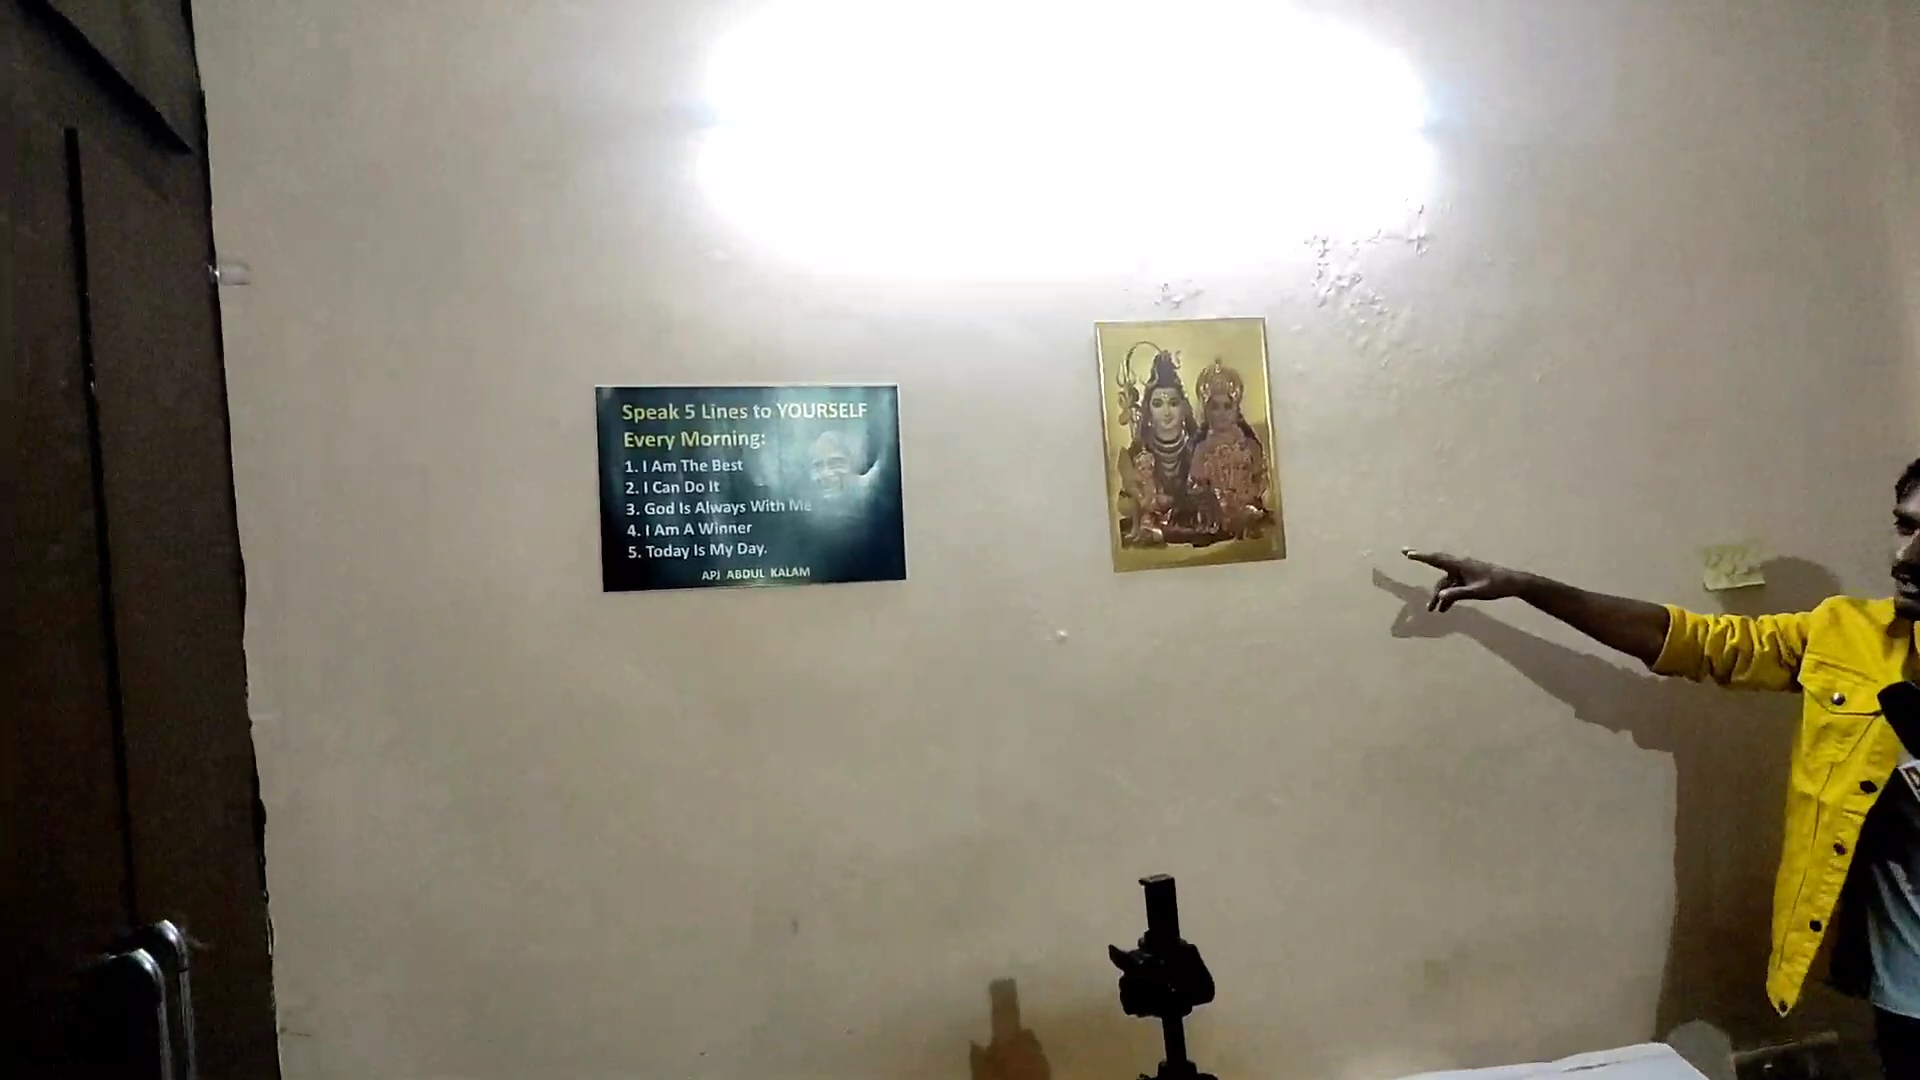 Speak 5 Lines to YOURSELF
Every Morning:
1. I Am The Best
2. I Can Do It
3. God Is Always With Me
4. I Am A Winner
5. Today Is My Day.
APJ ABDUL KALAM